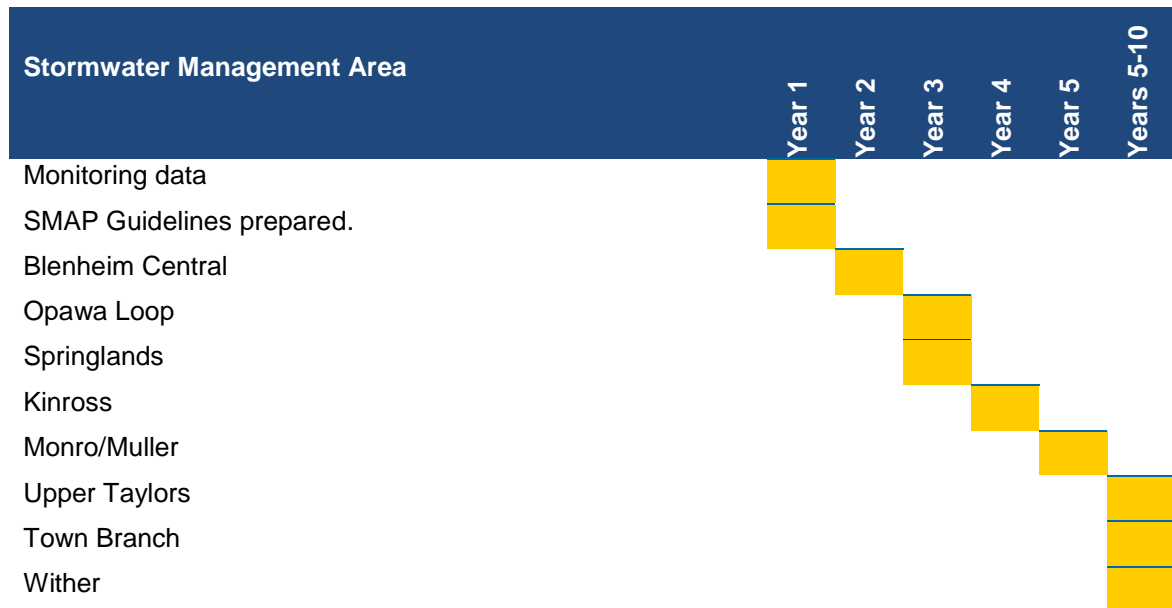 Stormwater Management Area
Year 1
Year 2
Year 3
Year 4
Year 5
Years 5-10
Monitoring data
SMAP Guidelines prepared.
Blenheim Central
Opawa Loop
Springlands
Kinross
Monro/Muller
Upper Taylors
Town Branch
Wither